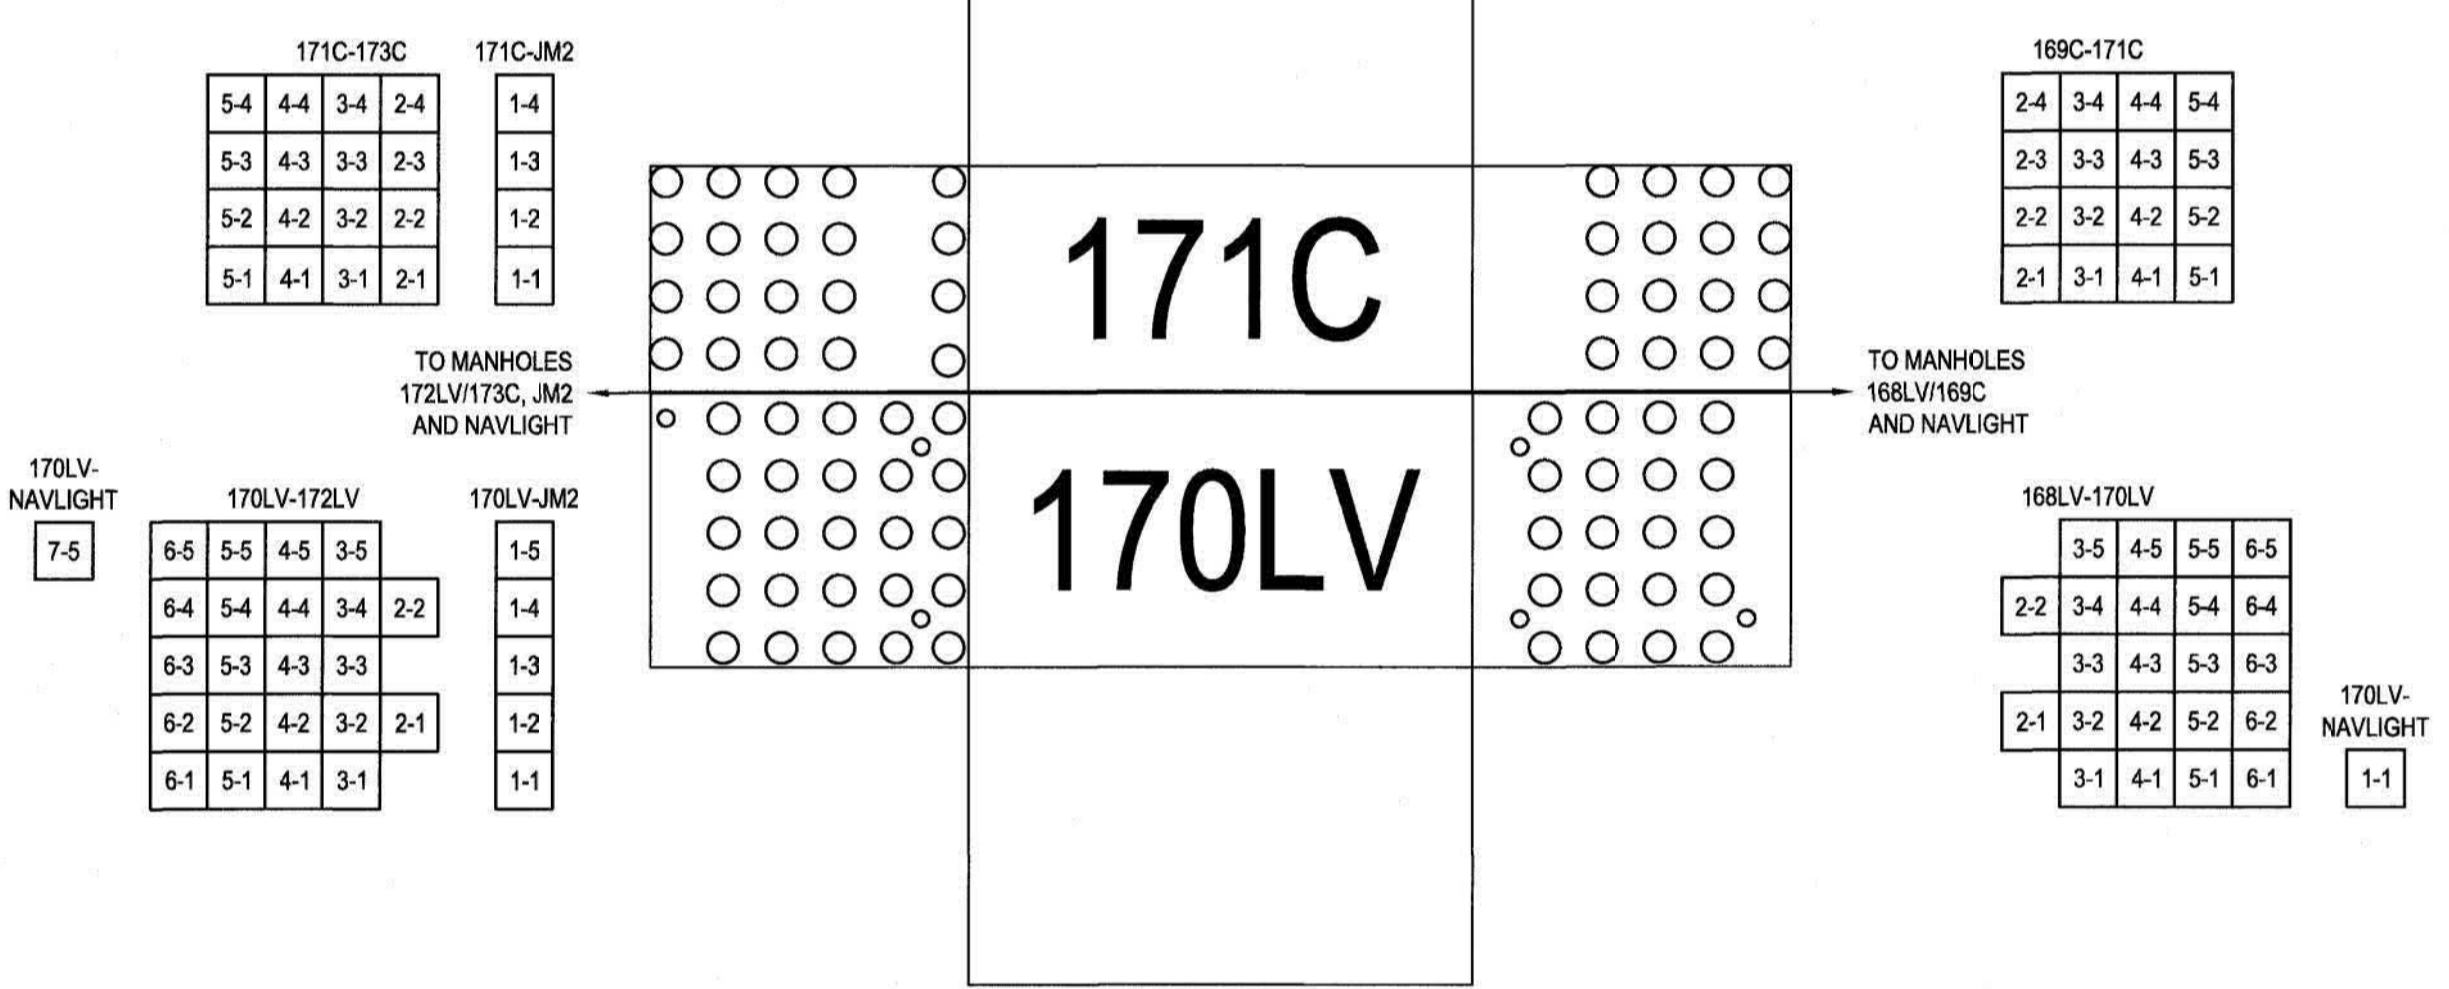 171C-173C
5-4 4-4 3-4 2-4
5-3 4-3 3-3 2-3
5-2 4-2 3-2 2-2
5-1 4-1 3-1 2-1
171C-JM2
1-4
1-3
1-2
1-1
TO MANHOLES
172LV/173C, JM2
AND NAVLIGHT
170LV-
NAVLIGHT
7-5
170LV-172LV
6-5 5-5 4-5 3-5
6-4 5-4 4-4 3-4 2-2
6-3 5-3 4-3 3-3
6-2 5-2 4-2 3-2 2-1
6-1 5-1 4-1 3-1
170LV-JM2
1-5
1-4
1-3
1-2
1-1
171C
170LV
169C-171C
2-4 3-4 4-4 5-4
2-3 3-3 4-3 5-3
2-2 3-2 4-2 5-2
2-1 3-1 4-1 5-1
TO MANHOLES
168LV/169C
AND NAVLIGHT
168LV-170LV
3-5 4-5 5-5 6-5
2-2 3-4 4-4 5-4 6-4
3-3 4-3 5-3 6-3
2-1 3-2 4-2 5-2 6-2
3-1 4-1 5-1 6-1
170LV-
NAVLIGHT
1-1